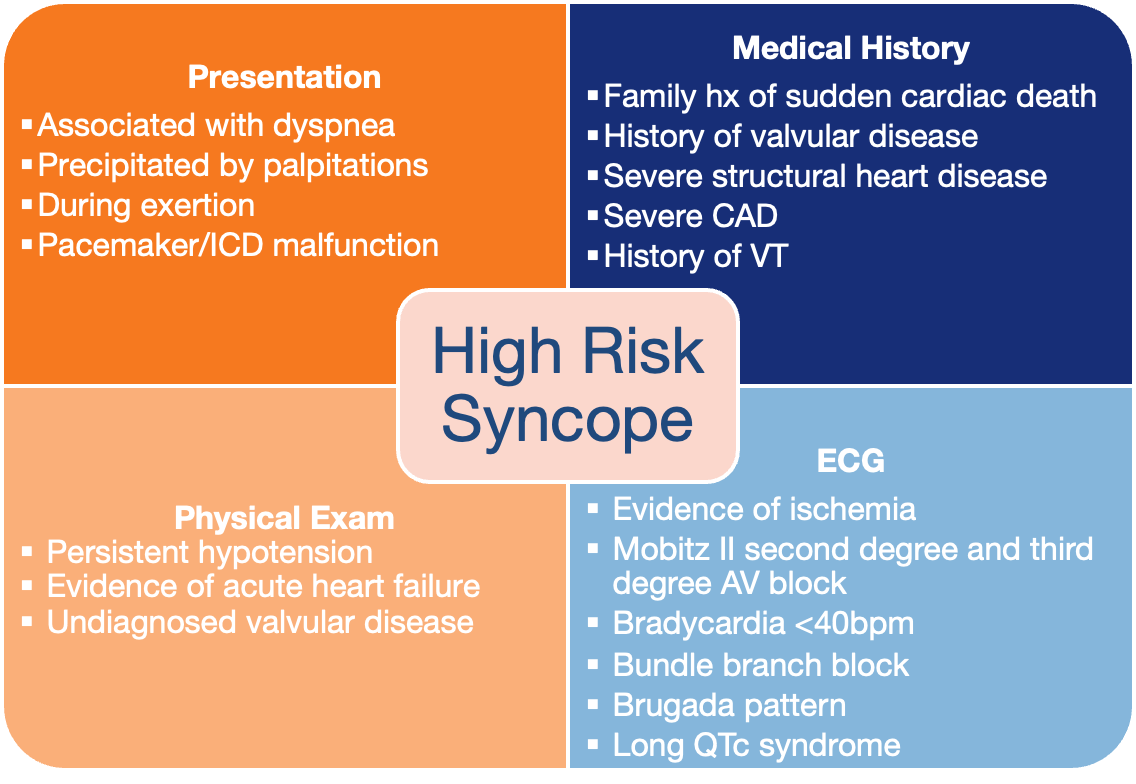 Presentation
▪Associated with dyspnea
▪Precipitated by palpitations
▪During exertion
▪Pacemaker/ICD malfunction
Medical History
▪Family hx of sudden cardiac death
▪History of valvular disease
▪Severe structural heart disease
▪Severe CAD
▪History of VT
High Risk
Syncope
Physical Exam
▪ Persistent hypotension
▪ Evidence of acute heart failure
▪ Undiagnosed valvular disease
ECG
▪ Evidence of ischemia
▪ Mobitz II second degree and third
degree AV block
▪ Bradycardia <40bpm
▪ Bundle branch block
▪ Brugada pattern
▪ Long QTc syndrome